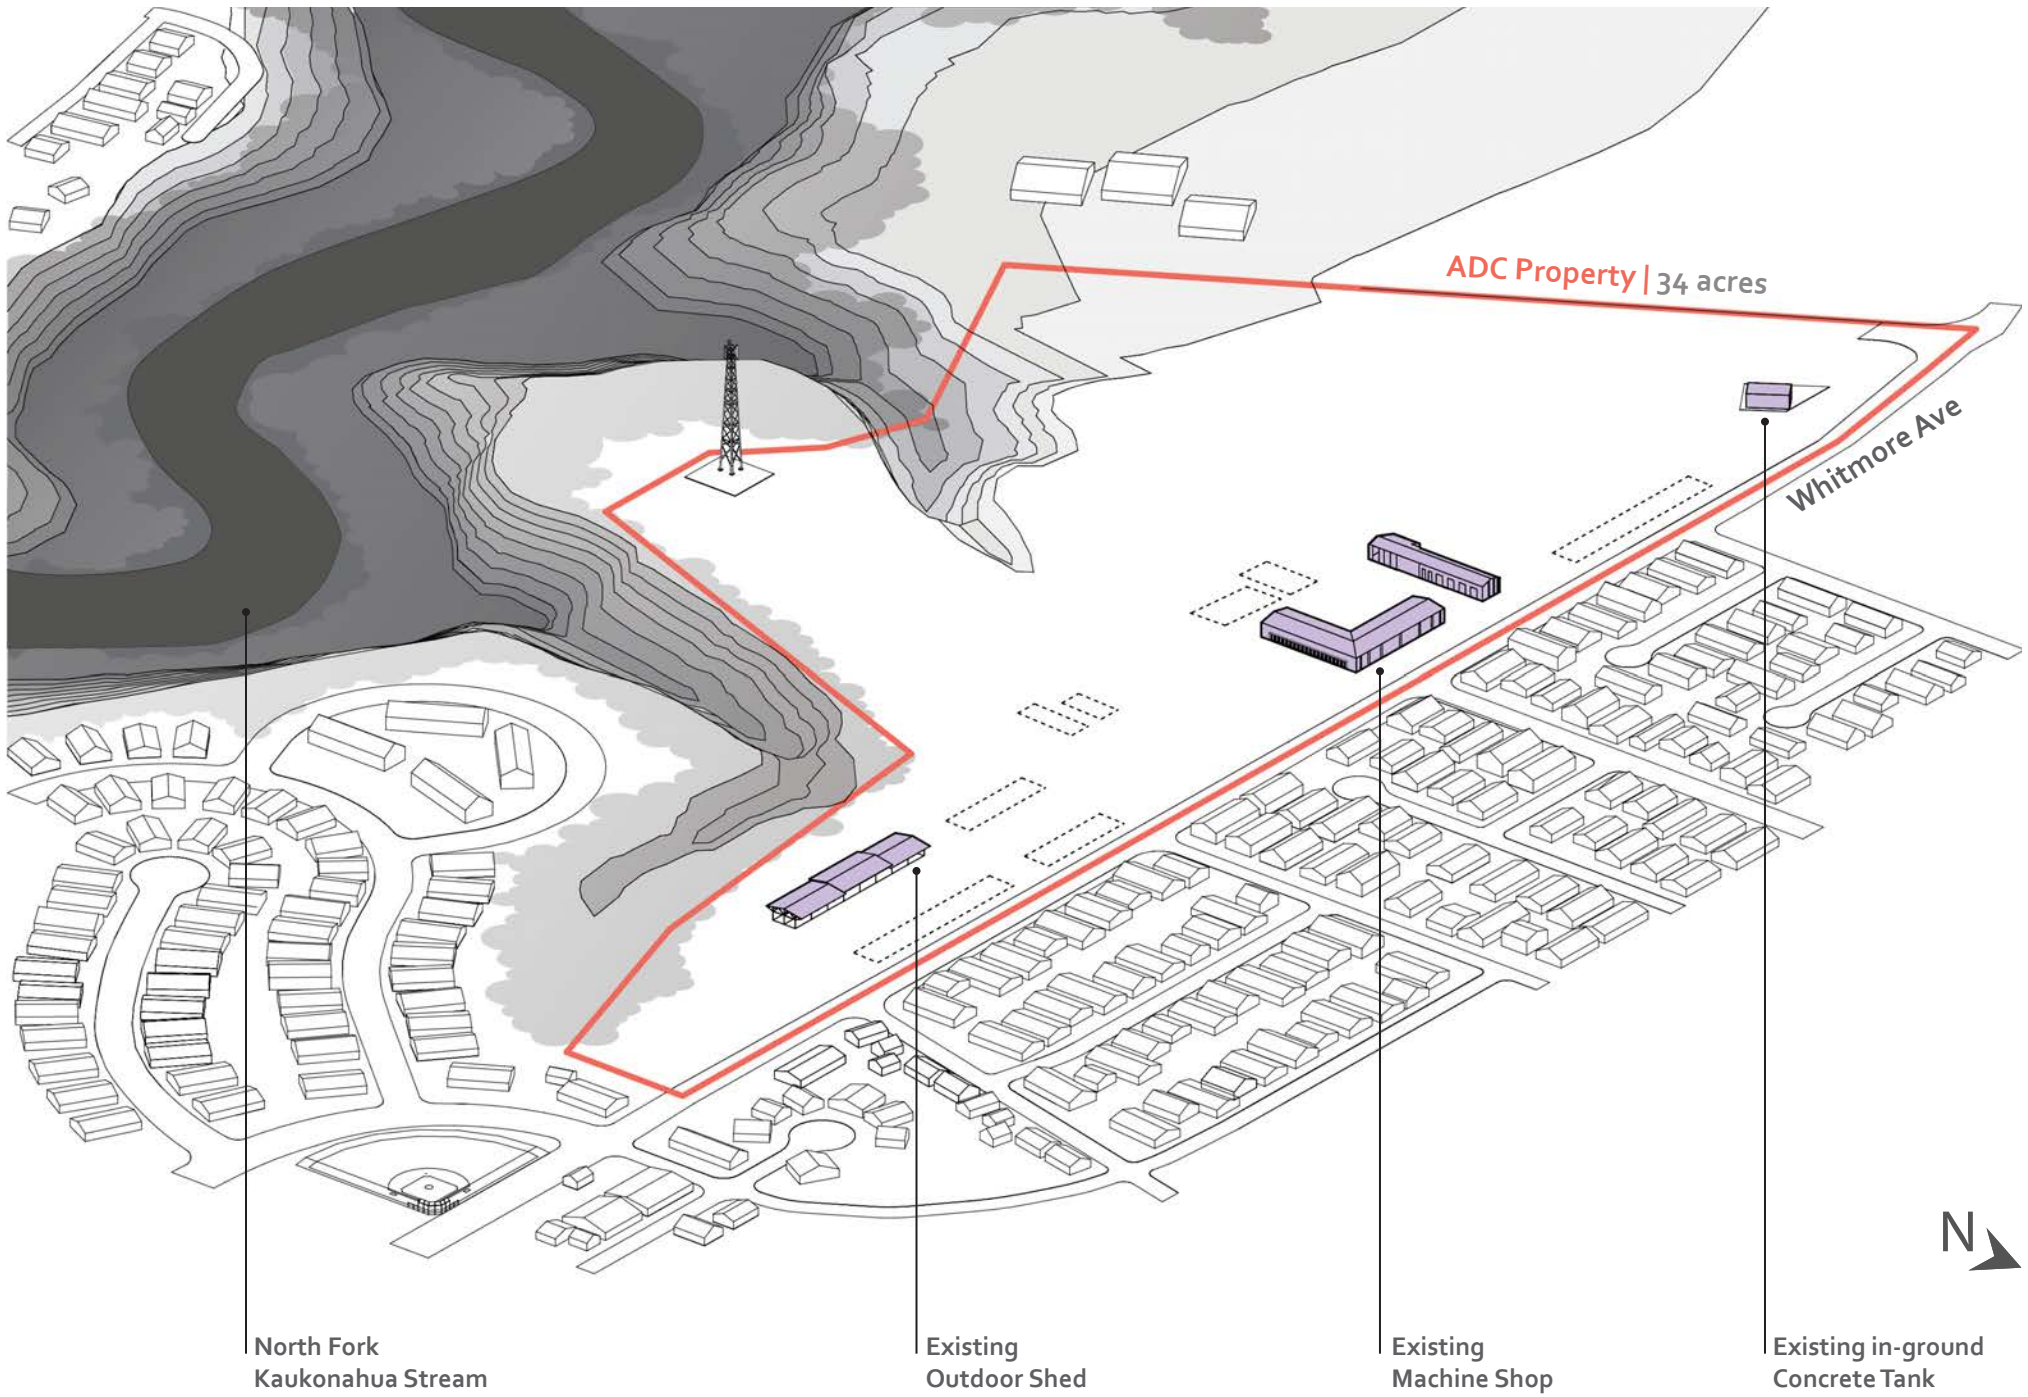 ADC Property | 34 acres
Whitmore Ave
N
North Fork
Kaukonahua Stream
Existing
Outdoor Shed
Existing
Machine Shop
Existing in-ground
Concrete Tank